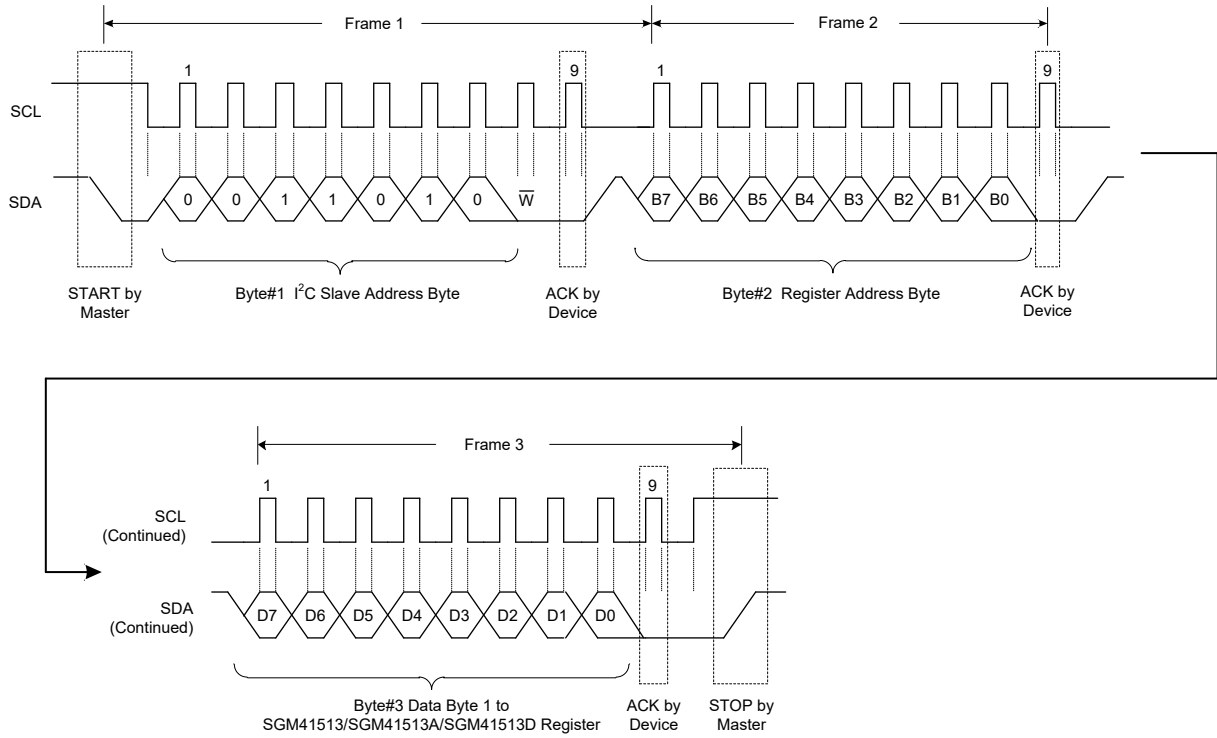 Frame 1
Frame 2
1
9
1
9
SCL
SDA
0
0
1
1
0
1
0
W
B7
B6
B5
B4
B3
B2
B1
B0
START by
Master
Byte#1 I²C Slave Address Byte
ACK by
Device
Byte#2 Register Address Byte
ACK by
Device
Frame 3
1
9
SCL
(Continued)
SDA
(Continued)
D7
D6
D5
D4
D3
D2
D1
D0
Byte#3 Data Byte 1 to
SGM41513/SGM41513A/SGM41513D Register
ACK by
Device
STOP by
Master